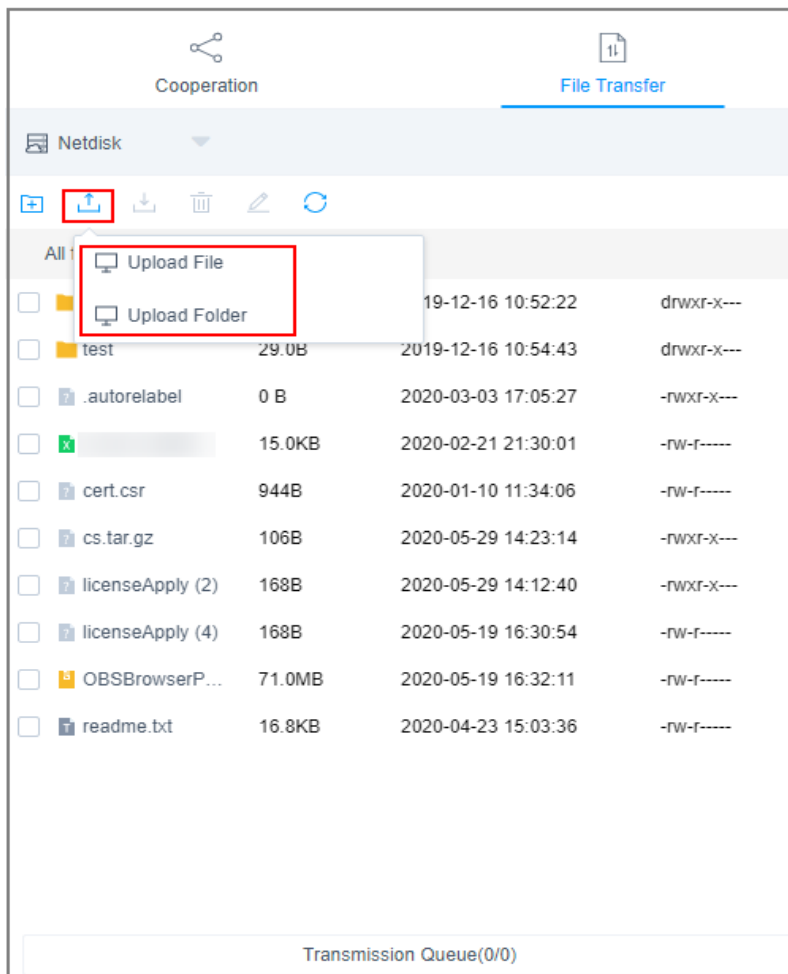 Cooperation File Transfer
Netdisk
All
Upload File
Upload Folder
19-12-16 10:52:22 drwxr-x---
test 29.0B 2019-12-16 10:54:43 drwxr-x---
.autorelabel 0 B 2020-03-03 17:05:27 -rwxr-x---
15.0KB 2020-02-21 21:30:01 -rw-r-----
cert.csr 944B 2020-01-10 11:34:06 -rw-r-----
cs.tar.gz 106B 2020-05-29 14:23:14 -rwxr-x---
licenseApply (2) 168B 2020-05-29 14:12:40 -rwxr-x---
licenseApply (4) 168B 2020-05-19 16:30:54 -rw-r-----
OBSBrowserP... 71.0MB 2020-05-19 16:32:11 -rw-r-----
readme.txt 16.8KB 2020-04-23 15:03:36 -rw-r-----
Transmission Queue(0/0)